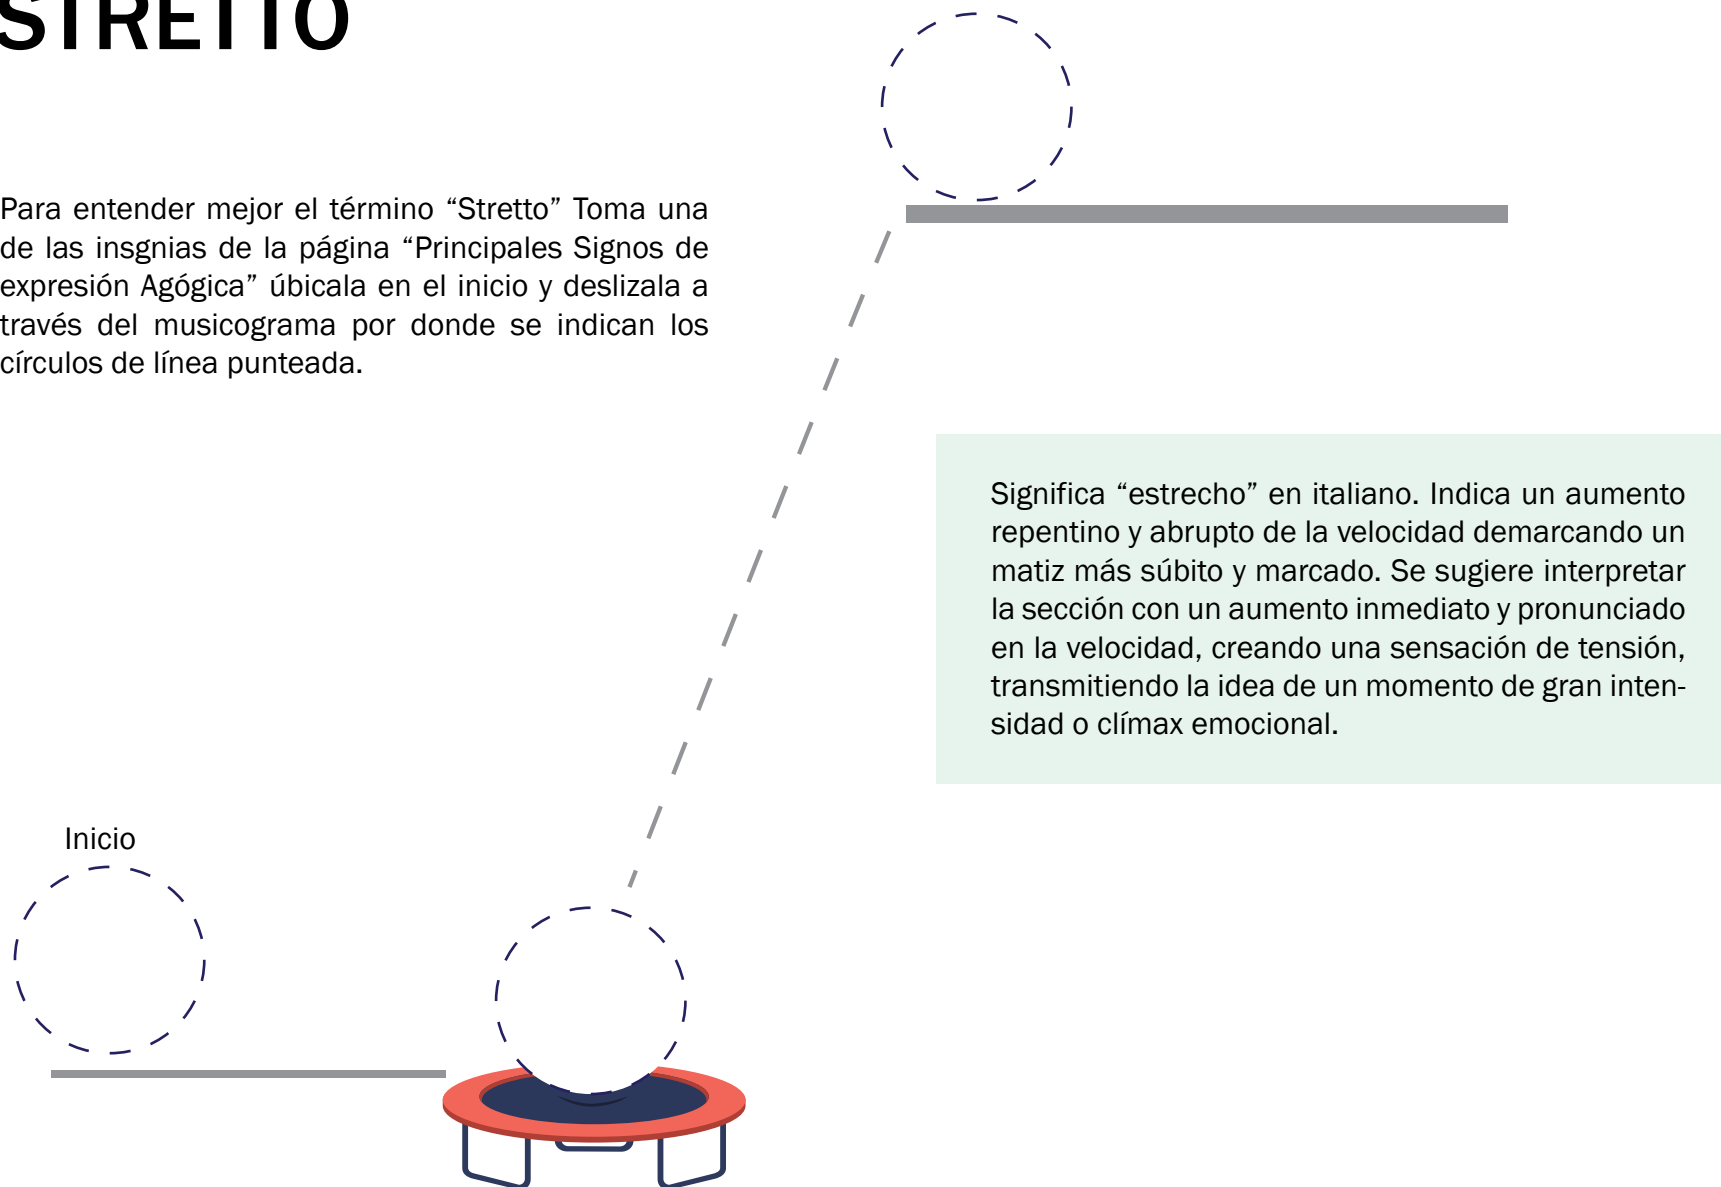 STRETTO
Para entender mejor el término “Stretto” Toma una
de las insgnias de la página “Principales Signos de
expresión Agógica” úbicala en el inicio y deslizala a
través del musicograma por donde se indican los
círculos de línea punteada.
Significa “estrecho” en italiano. Indica un aumento
repentino y abrupto de la velocidad demarcando un
matiz más súbito y marcado. Se sugiere interpretar
la sección con un aumento inmediato y pronunciado
en la velocidad, creando una sensación de tensión,
transmitiendo la idea de un momento de gran inten-
sidad o clímax emocional.
Inicio